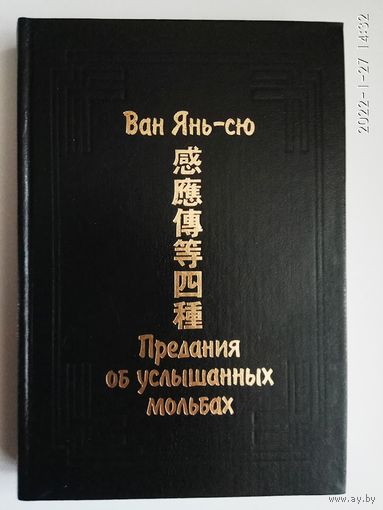 Ван Янь-сю
感應傳等四種
Предания
об услышанных
мольбах
2022-1-27 14:32
www.ay.by